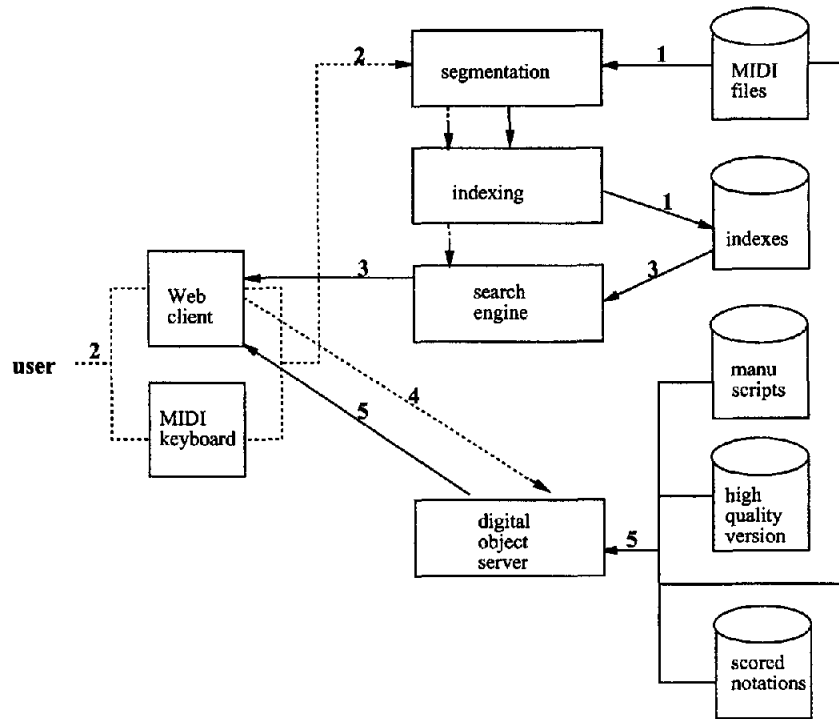 2
segmentation
1
MIDI
files
indexing
1
indexes
3
3
search
engine
Web
client
user
2
MIDI
keyboard
4
5
manu
scripts
high
quality
version
digital
object
server
5
scored
notations